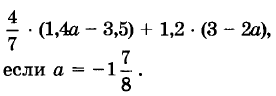 4/7 · (1,4a − 3,5) + 1,2 · (3 − 2a),
если a = −1 7/8 .